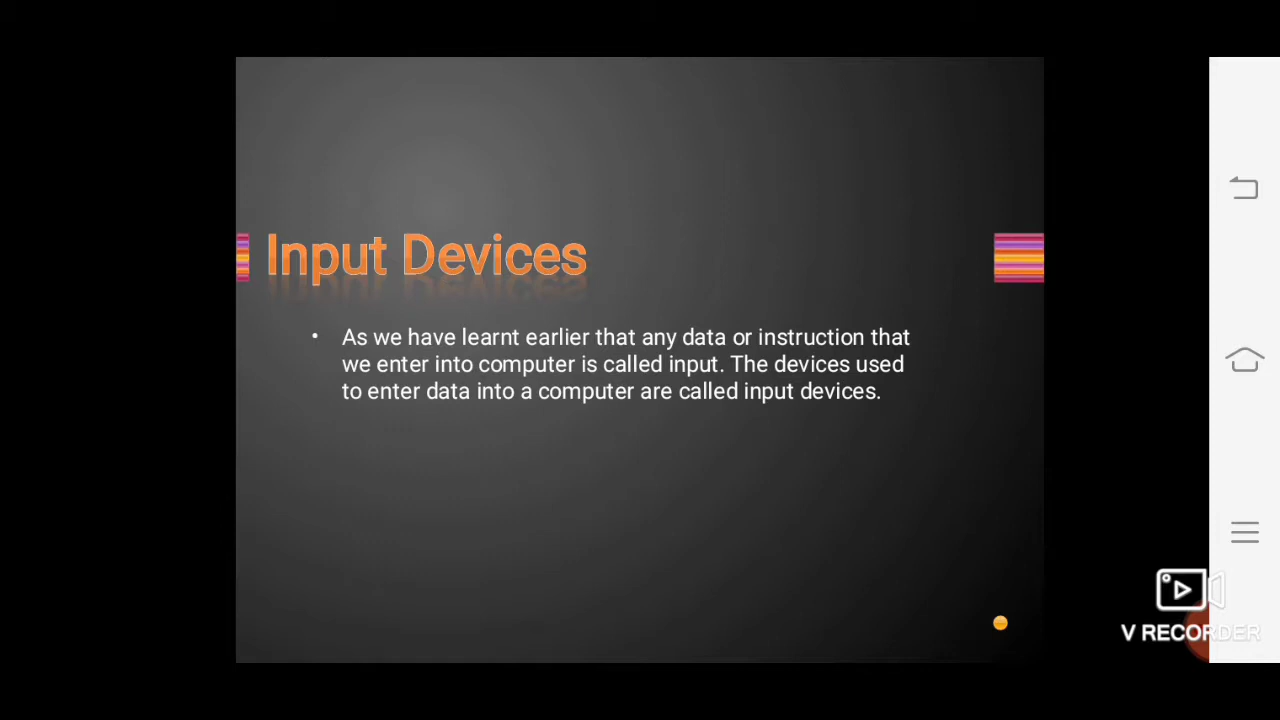 Input Devices
• As we have learnt earlier that any data or instruction that
we enter into computer is called input. The devices used
to enter data into a computer are called input devices.
V RECORDER